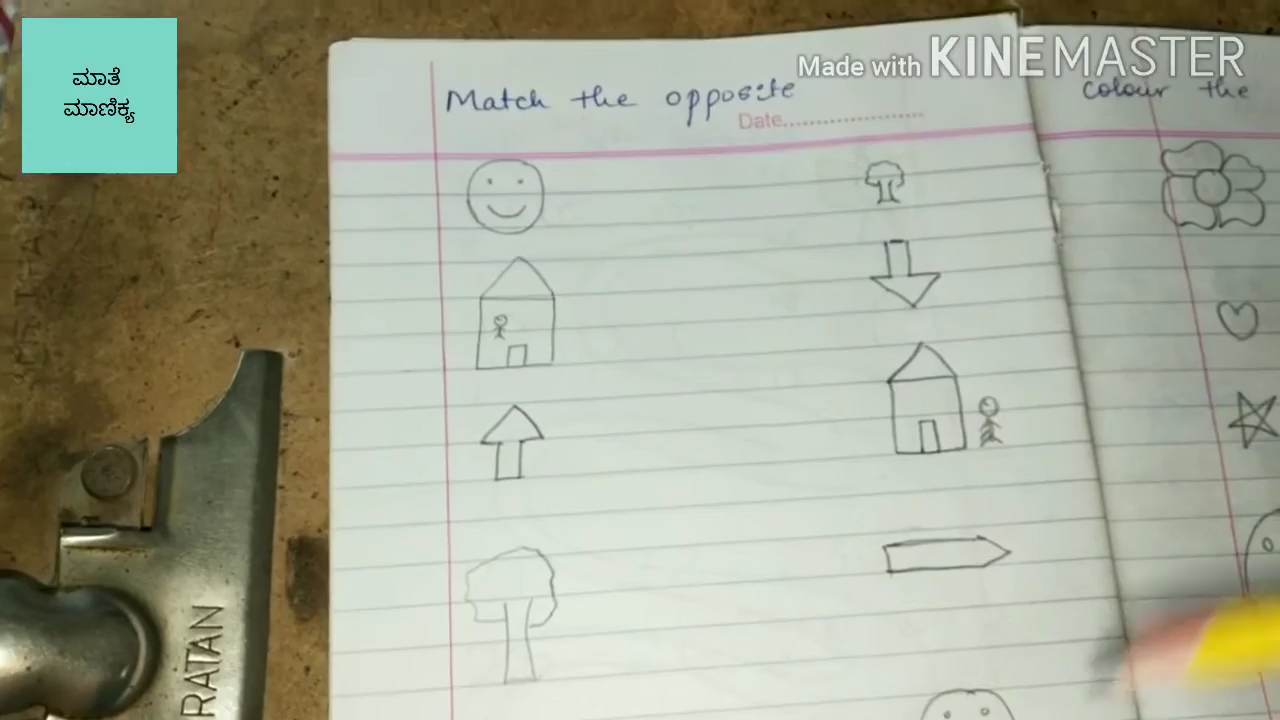 ಮಾತೆ
ಮಾಣಿಕ್ಯ
Made with KINEMASTER
Match the opposite
Date
Colour the
RATAN